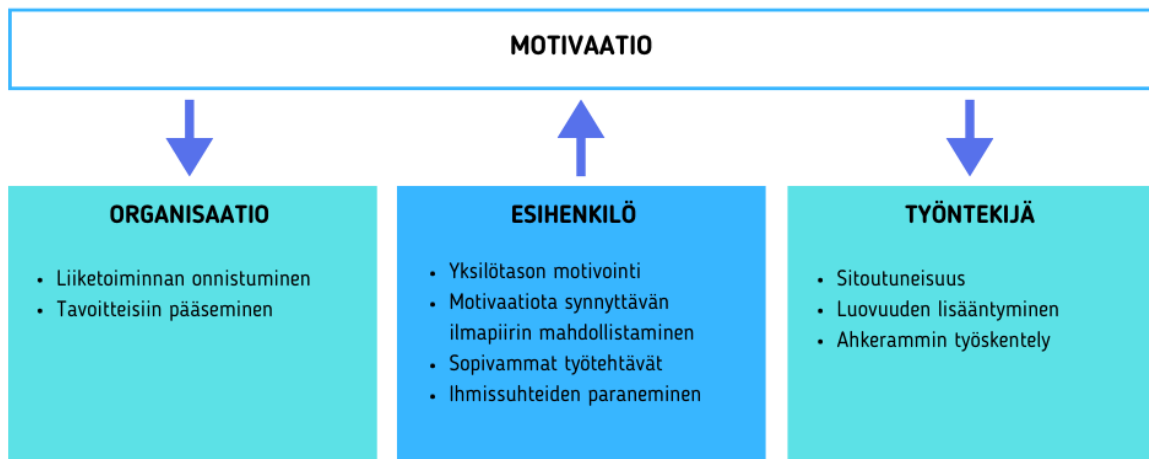 MOTIVAATIO
ORGANISAATIO
• Liiketoiminnan onnistuminen
• Tavoitteisiin pääseminen
ESIHENKILÖ
• Yksilötason motivointi
• Motivaatiota synnyttävän
ilmapiirin mahdollistaminen
• Sopivammat työtehtävät
• Ihmissuhteiden paraneminen
TYÖNTEKIJÄ
• Sitoutuneisuus
• Luovuuden lisääntyminen
• Ahkerammin työskentely